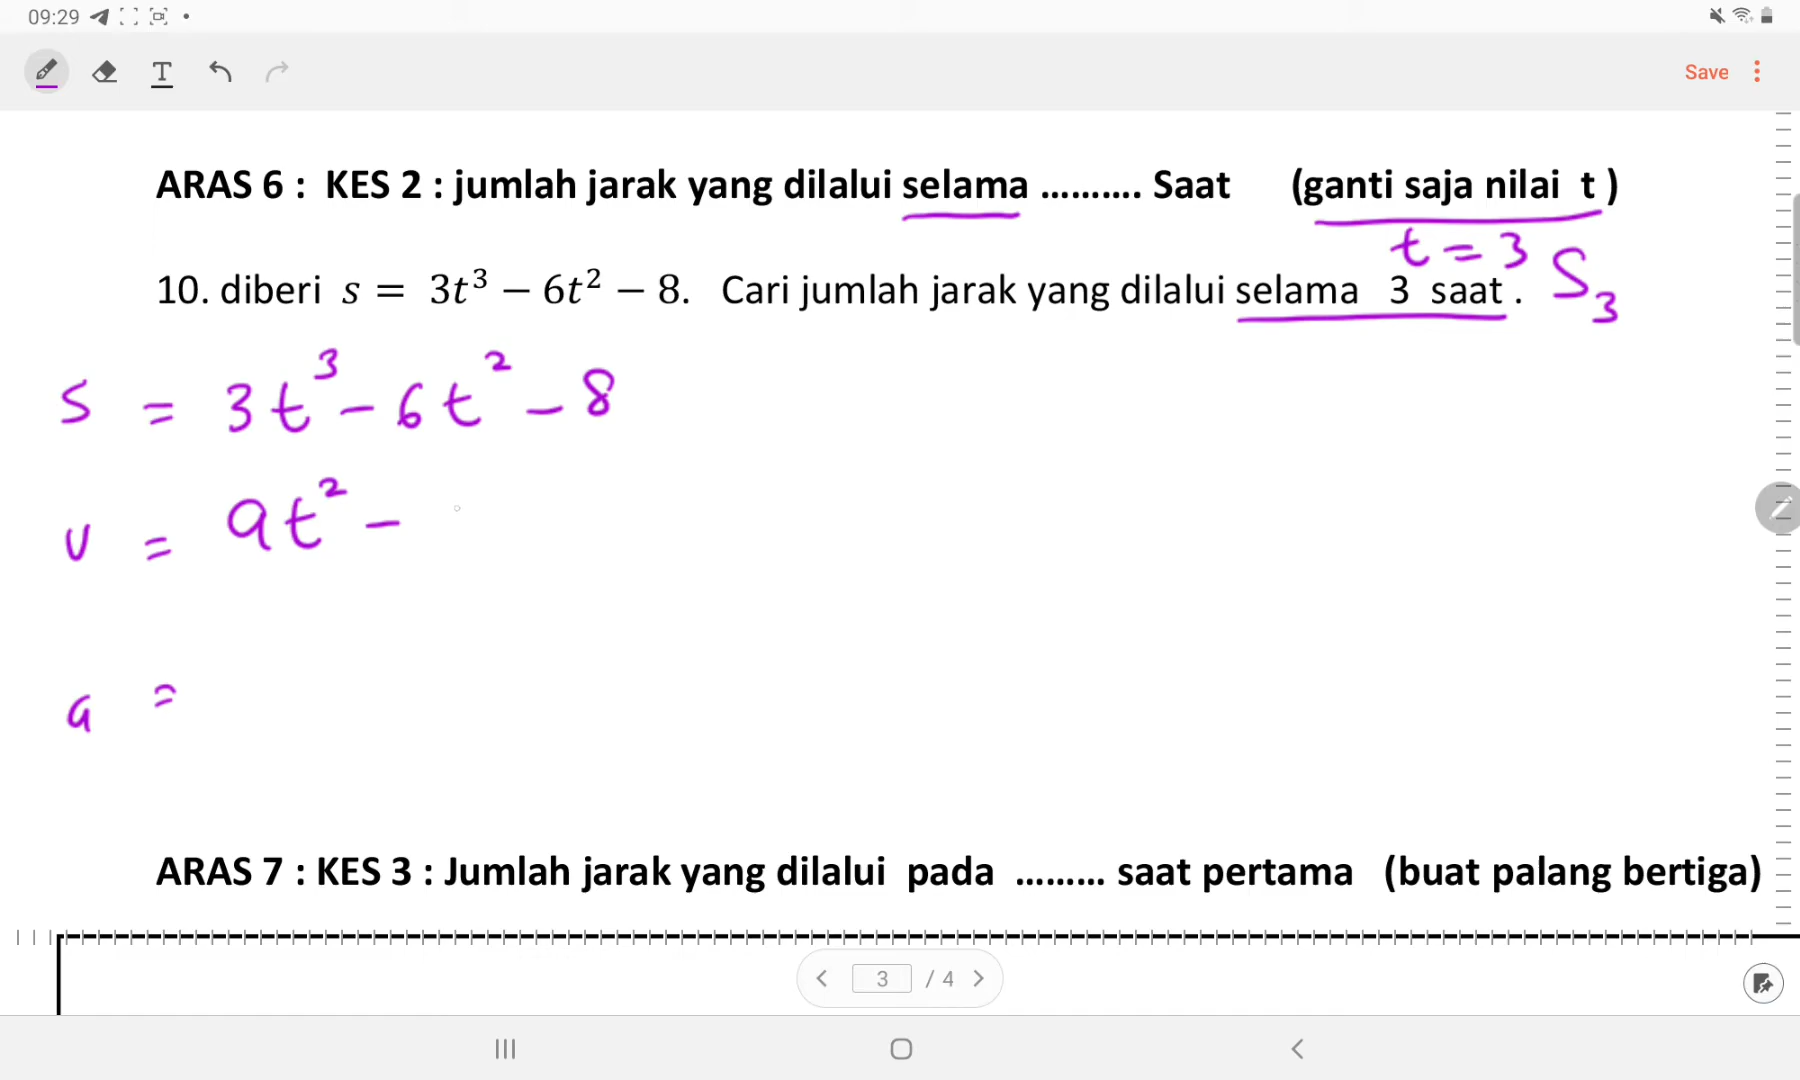 09:29
T
Save
ARAS 6 : KES 2 : jumlah jarak yang dilalui selama .......... Saat (ganti saja nilai t )
t = 3
10. diberi s = 3t³ − 6t² − 8. Cari jumlah jarak yang dilalui selama 3 saat . S₃
s = 3t³ − 6t² − 8
v = 9t² −
a =
ARAS 7 : KES 3 : Jumlah jarak yang dilalui pada ......... saat pertama (buat palang bertiga)
3 / 4